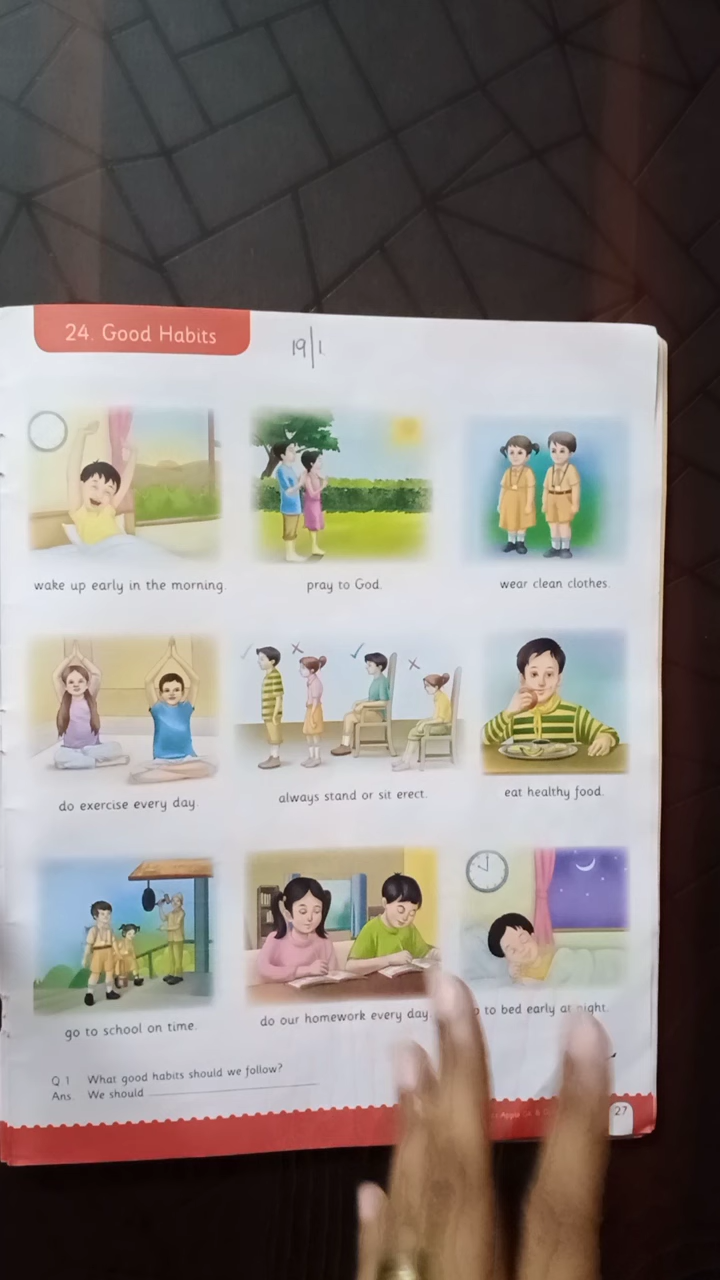 24. Good Habits
19/1
wake up early in the morning.
pray to God.
wear clean clothes.
do exercise every day.
always stand or sit erect.
eat healthy food.
go to school on time.
do our homework every day.
to bed early at night.
Q 1 What good habits should we follow?
Ans. We should
Apple GK &
27